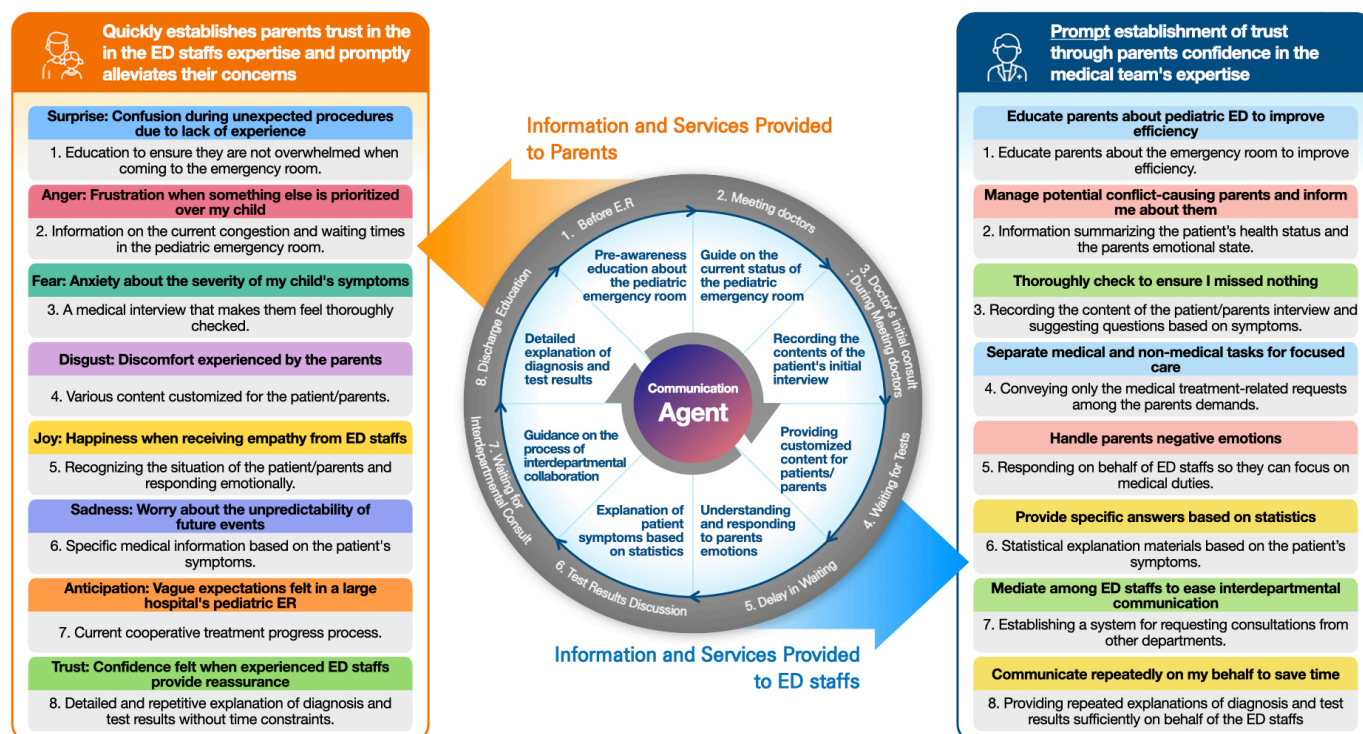 Quickly establishes parents trust in the
in the ED staffs expertise and promptly
alleviates their concerns
Surprise: Confusion during unexpected procedures
due to lack of experience
1. Education to ensure they are not overwhelmed when
coming to the emergency room.
Anger: Frustration when something else is prioritized
over my child
2. Information on the current congestion and waiting times
in the pediatric emergency room.
Fear: Anxiety about the severity of my child's symptoms
3. A medical interview that makes them feel thoroughly
checked.
Disgust: Discomfort experienced by the parents
4. Various content customized for the patient/parents.
Joy: Happiness when receiving empathy from ED staffs
5. Recognizing the situation of the patient/parents and
responding emotionally.
Sadness: Worry about the unpredictability of
future events
6. Specific medical information based on the patient's
symptoms.
Anticipation: Vague expectations felt in a large
hospital's pediatric ER
7. Current cooperative treatment progress process.
Trust: Confidence felt when experienced ED staffs
provide reassurance
8. Detailed and repetitive explanation of diagnosis and
test results without time constraints.
Information and Services Provided
to Parents
1. Before E.R
2. Meeting doctors
3. Doctor's initial consult
: During Meeting doctors
4. Waiting for Tests
5. Delay in Waiting
6. Test Results Discussion
7. Waiting for
Interdepartmental Consult
8. Discharge Education
Pre-awareness
education about
the pediatric
emergency room
Guide on the
current status of
the pediatric
emergency room
Recording the
contents of the
patient's initial
interview
Providing
customized
content for
patients/
parents
Understanding
and responding
to parents
emotions
Explanation of
patient
symptoms based
on statistics
Guidance on the
process of
interdepartmental
collaboration
Detailed
explanation of
diagnosis and
test results
Communication
Agent
Information and Services Provided
to ED staffs
Prompt establishment of trust
through parents confidence in the
medical team's expertise
Educate parents about pediatric ED to improve
efficiency
1. Educate parents about the emergency room to improve
efficiency.
Manage potential conflict-causing parents and inform
me about them
2. Information summarizing the patient's health status and
the parents emotional state.
Thoroughly check to ensure I missed nothing
3. Recording the content of the patient/parents interview and
suggesting questions based on symptoms.
Separate medical and non-medical tasks for focused
care
4. Conveying only the medical treatment-related requests
among the parents demands.
Handle parents negative emotions
5. Responding on behalf of ED staffs so they can focus on
medical duties.
Provide specific answers based on statistics
6. Statistical explanation materials based on the patient's
symptoms.
Mediate among ED staffs to ease interdepartmental
communication
7. Establishing a system for requesting consultations from
other departments.
Communicate repeatedly on my behalf to save time
8. Providing repeated explanations of diagnosis and test
results sufficiently on behalf of the ED staffs